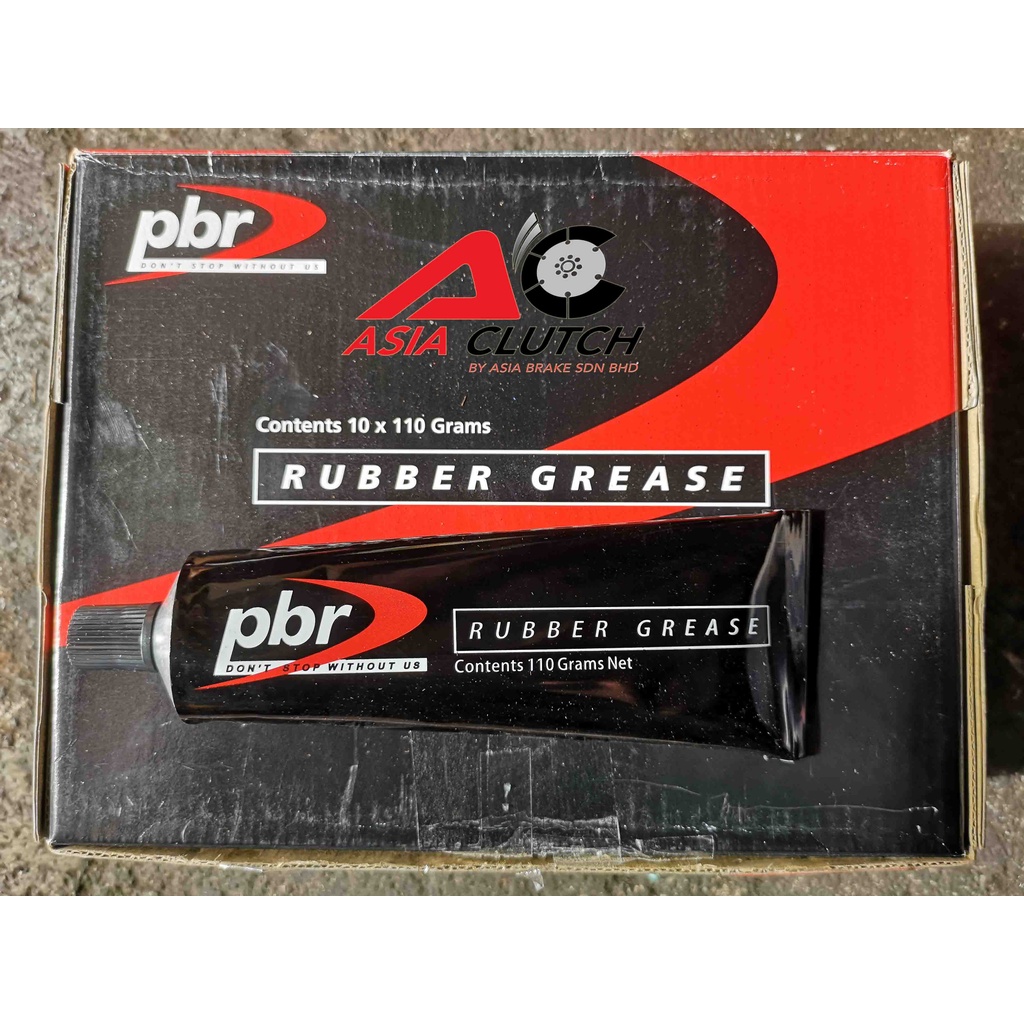 pbr
DON'T STOP WITHOUT US
AC
ASIA CLUTCH
BY ASIA BRAKE SDN BHD
Contents 10 x 110 Grams
RUBBER GREASE
pbr
DON'T STOP WITHOUT US
RUBBER GREASE
Contents 110 Grams Net